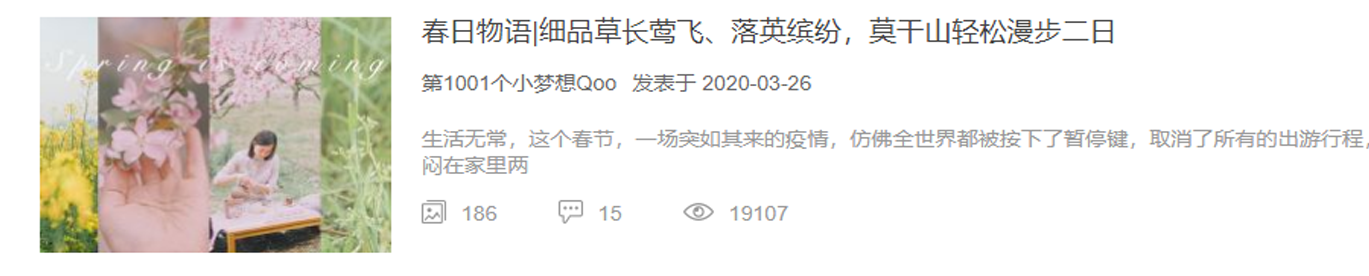 Spring is coming
春日物语|细品草长莺飞、落英缤纷，莫干山轻松漫步二日
第1001个小梦想Qoo 发表于 2020-03-26
生活无常，这个春节，一场突如其来的疫情，仿佛全世界都被按下了暂停键，取消了所有的出游行程，
闷在家里两
186 15 19107